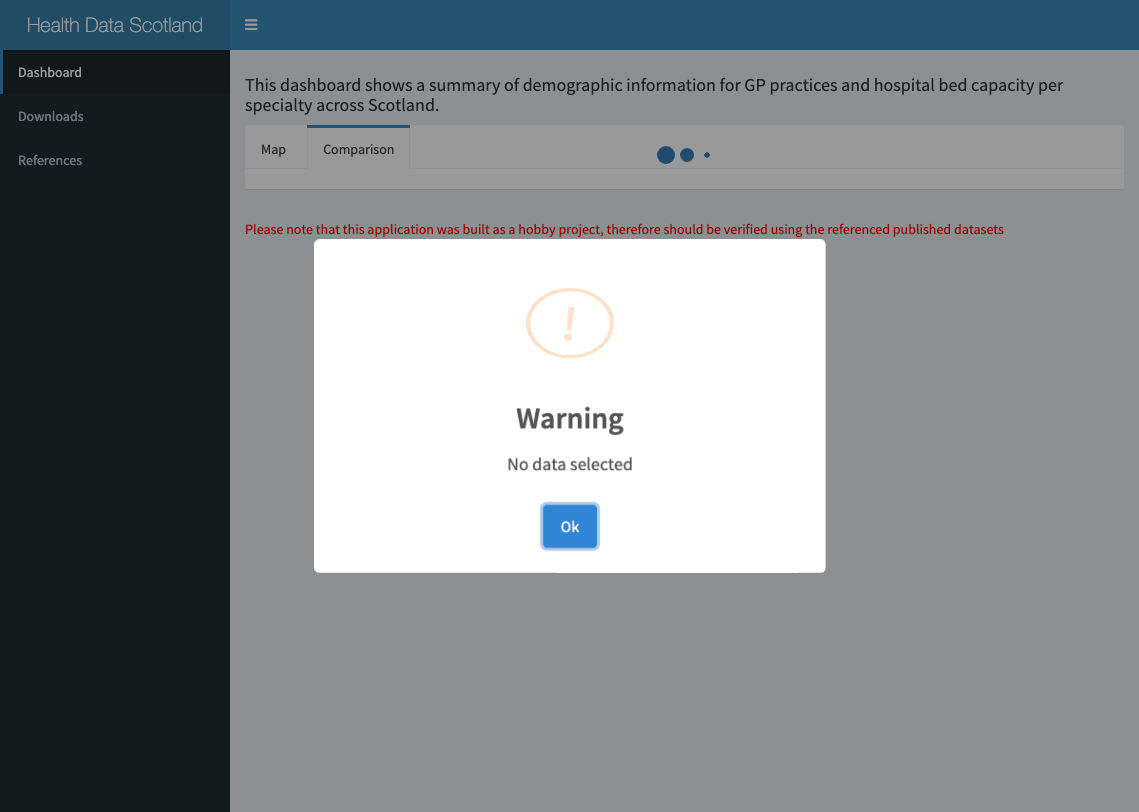 Health Data Scotland
Dashboard
Downloads
References
This dashboard shows a summary of demographic information for GP practices and hospital bed capacity per
specialty across Scotland.
Map
Comparison
Please note that this application was built as a hobby project, therefore should be verified using the referenced published datasets
!
Warning
No data selected
Ok